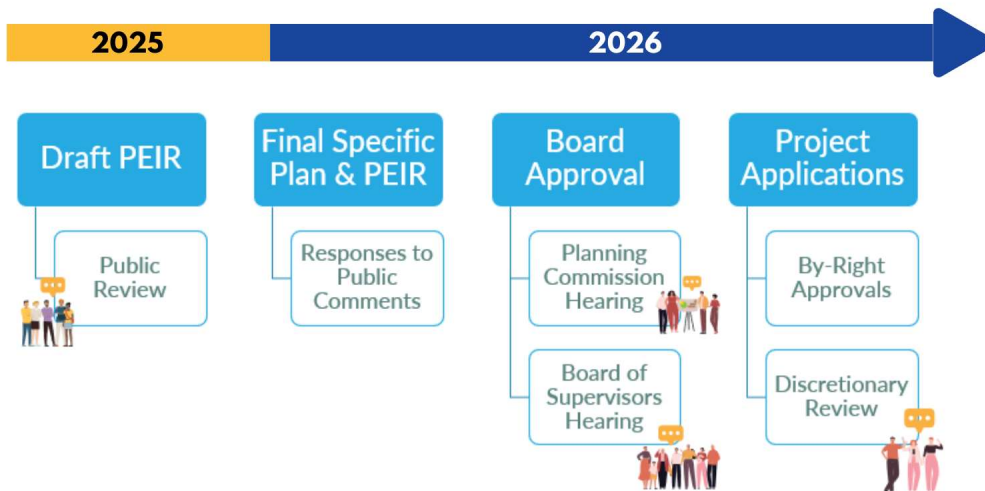 2025
2026
Draft PEIR
Public
Review
Final Specific
Plan & PEIR
Responses to
Public
Comments
Board
Approval
Planning
Commission
Hearing
Board of
Supervisors
Hearing
Project
Applications
By-Right
Approvals
Discretionary
Review